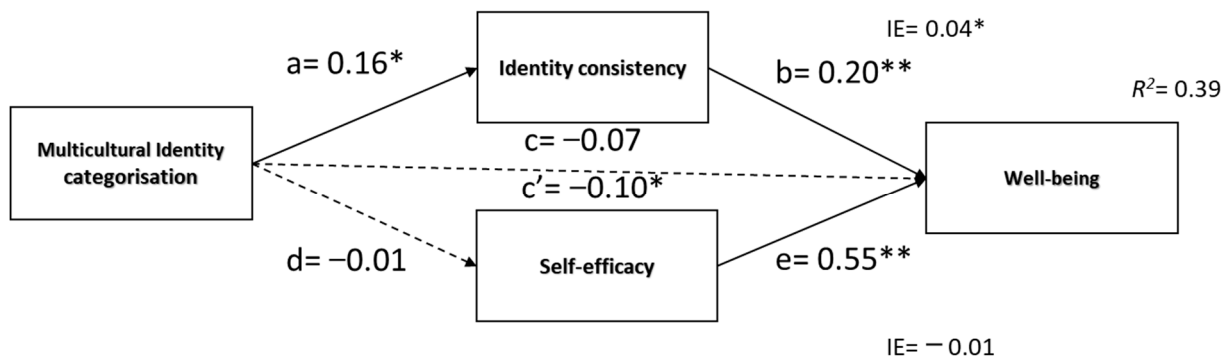 IE= 0.04*
a= 0.16*
Identity consistency
b= 0.20**
R²= 0.39
Multicultural Identity
categorisation
c= −0.07
c’= −0.10*
Well-being
d= −0.01
Self-efficacy
e= 0.55**
IE= −0.01